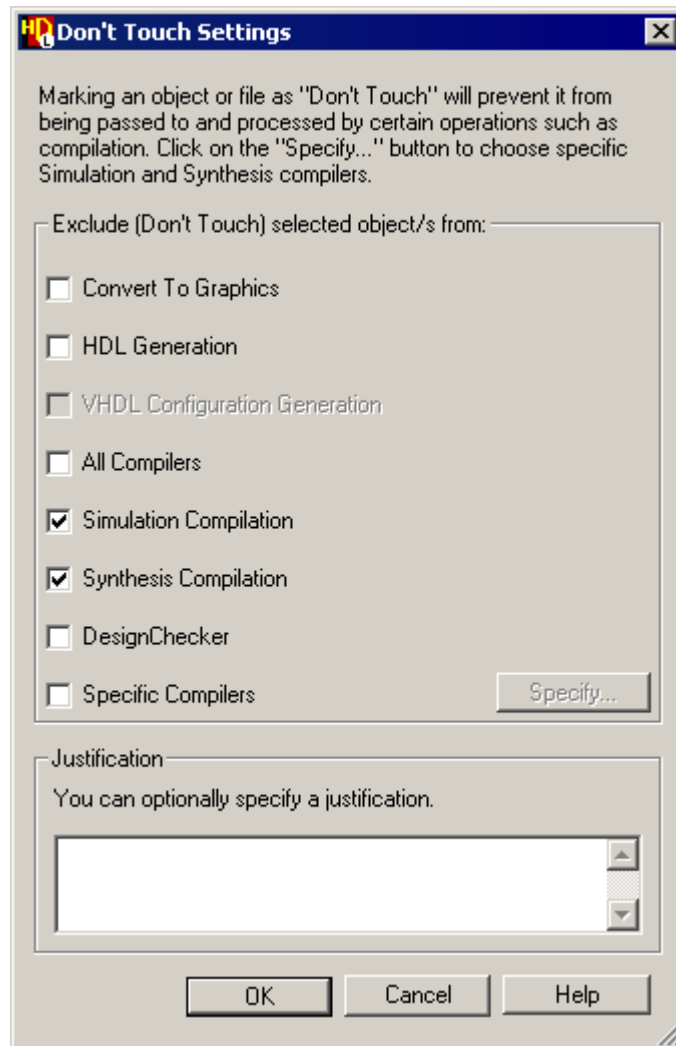 HDL Don't Touch Settings
Marking an object or file as "Don't Touch" will prevent it from
being passed to and processed by certain operations such as
compilation. Click on the "Specify..." button to choose specific
Simulation and Synthesis compilers.
Exclude (Don't Touch) selected object/s from:
Convert To Graphics
HDL Generation
VHDL Configuration Generation
All Compilers
Simulation Compilation
Synthesis Compilation
DesignChecker
Specific Compilers Specify...
Justification
You can optionally specify a justification.
OK Cancel Help